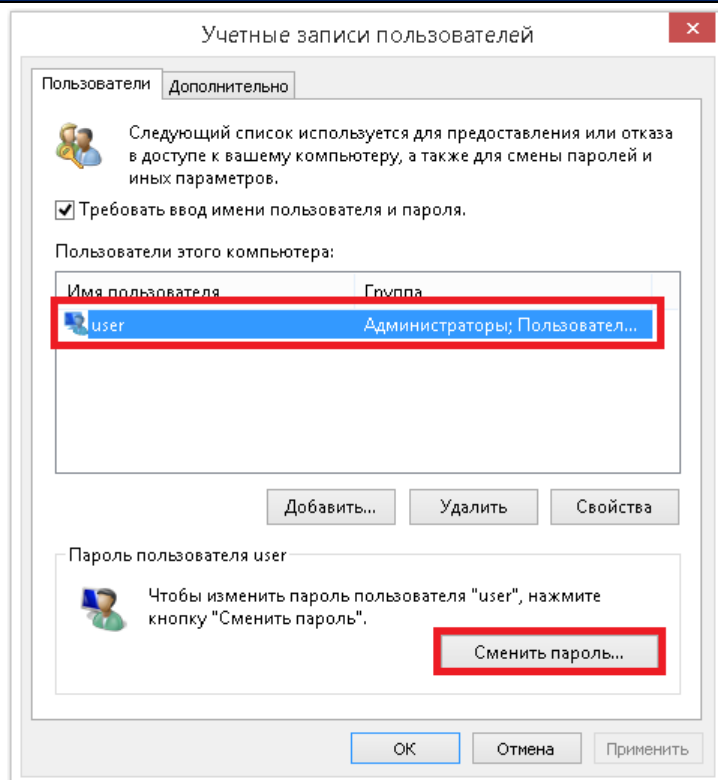 Учетные записи пользователей
Пользователи
Дополнительно
Следующий список используется для предоставления или отказа
в доступе к вашему компьютеру, а также для смены паролей и
иных параметров.
Требовать ввод имени пользователя и пароля.
Пользователи этого компьютера:
Имя пользователя Группа
user Администраторы; Пользовател...
Добавить... Удалить Свойства
Пароль пользователя user
Чтобы изменить пароль пользователя "user", нажмите
кнопку "Сменить пароль".
Сменить пароль...
ОК Отмена Применить